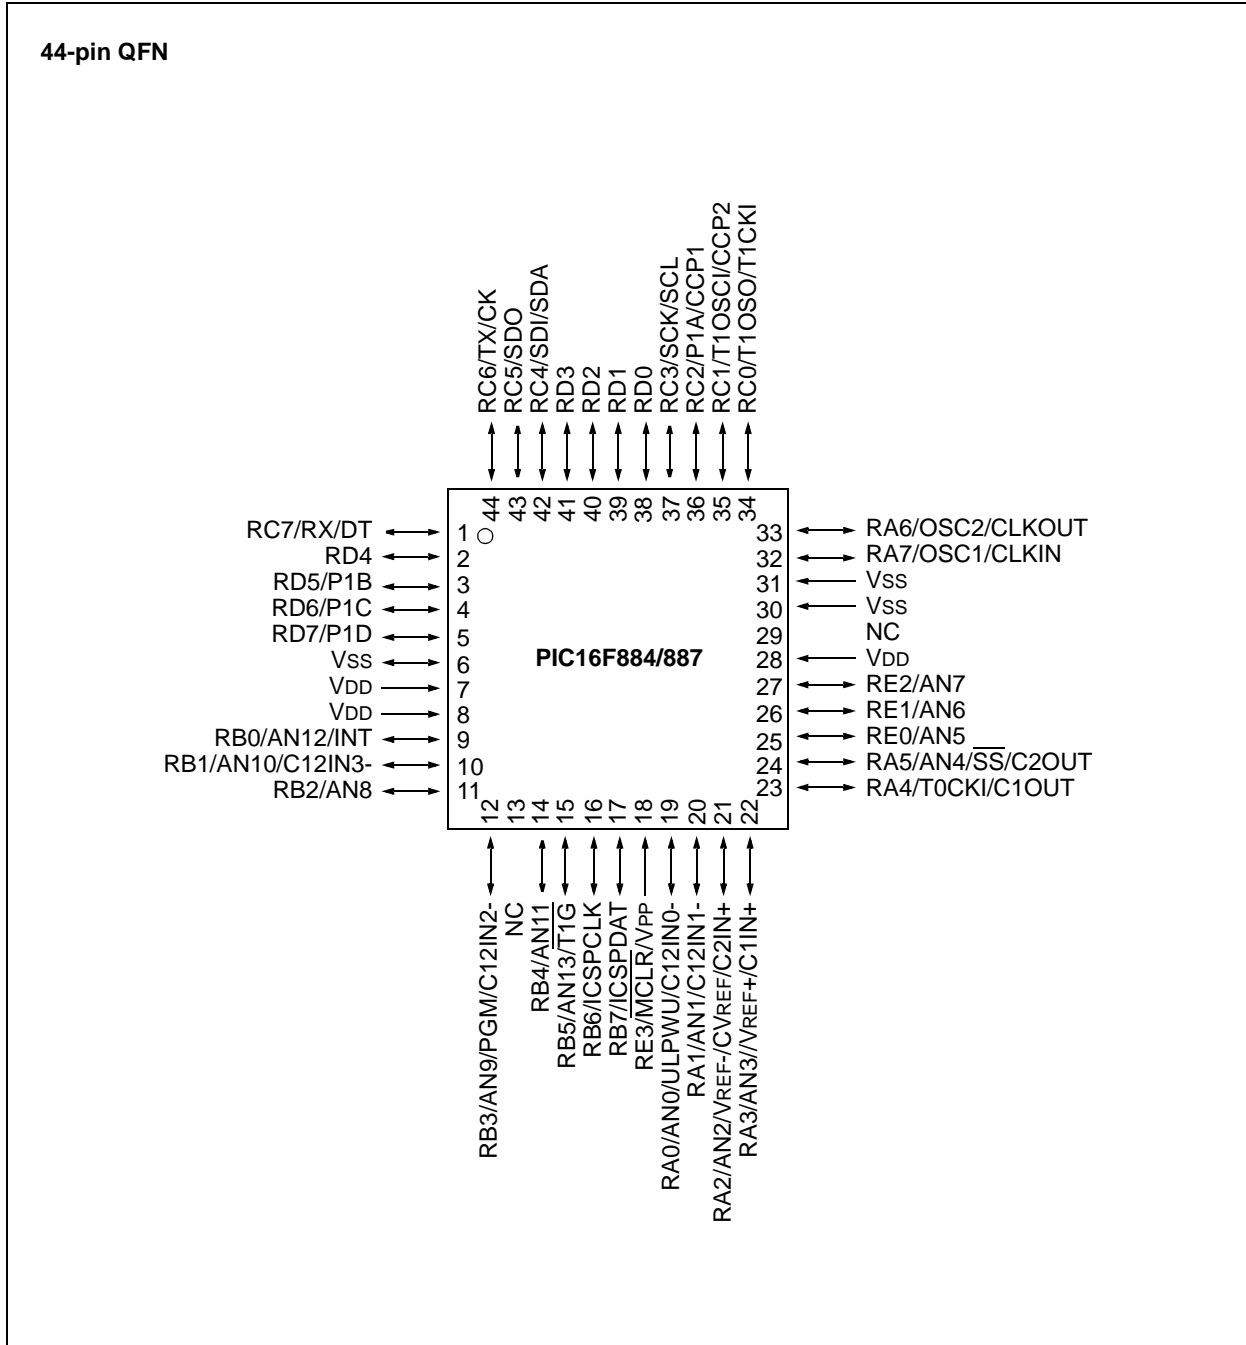 44-pin QFN
RC6/TX/CK
RC5/SDO
RC4/SDI/SDA
RD3
RD2
RD1
RD0
RC3/SCK/SCL
RC2/P1A/CCP1
RC1/T1OSCI/CCP2
RC0/T1OSO/T1CKI
44
43
42
41
40
39
38
37
36
35
34
RC7/RX/DT 1
RD4 2
RD5/P1B 3
RD6/P1C 4
RD7/P1D 5
VSS 6
VDD 7
VDD 8
RB0/AN12/INT 9
RB1/AN10/C12IN3- 10
RB2/AN8 11
PIC16F884/887
33 RA6/OSC2/CLKOUT
32 RA7/OSC1/CLKIN
31 VSS
30 VSS
29 NC
28 VDD
27 RE2/AN7
26 RE1/AN6
25 RE0/AN5
24 RA5/AN4/SS/C2OUT
23 RA4/T0CKI/C1OUT
12
13
14
15
16
17
18
19
20
21
22
RB3/AN9/PGM/C12IN2-
NC
RB4/AN11
RB5/AN13/T1G
RB6/ICSPCLK
RB7/ICSPDAT
RE3/MCLR/VPP
RA0/AN0/ULPWU/C12IN0-
RA1/AN1/C12IN1-
RA2/AN2/VREF-/CVREF/C2IN+
RA3/AN3//VREF+/C1IN+